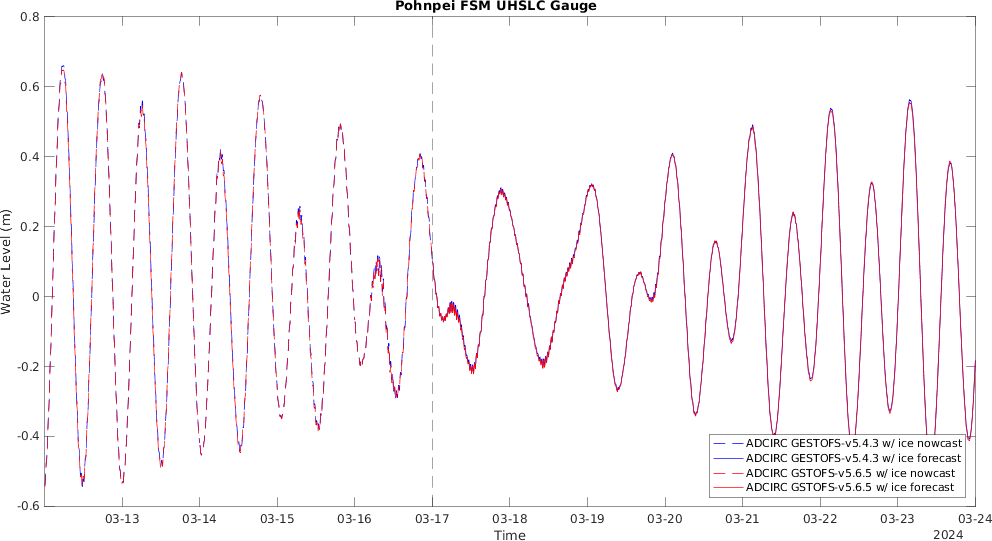 Pohnpei FSM UHSLC Gauge
0.8
0.6
0.4
0.2
0
-0.2
-0.4
-0.6
Water Level (m)
ADCIRC GESTOFS-v5.4.3 w/ ice nowcast
ADCIRC GESTOFS-v5.4.3 w/ ice forecast
ADCIRC GSTOFS-v5.6.5 w/ ice nowcast
ADCIRC GSTOFS-v5.6.5 w/ ice forecast
03-13 03-14 03-15 03-16 03-17 03-18 03-19 03-20 03-21 03-22 03-23 03-24
Time
2024